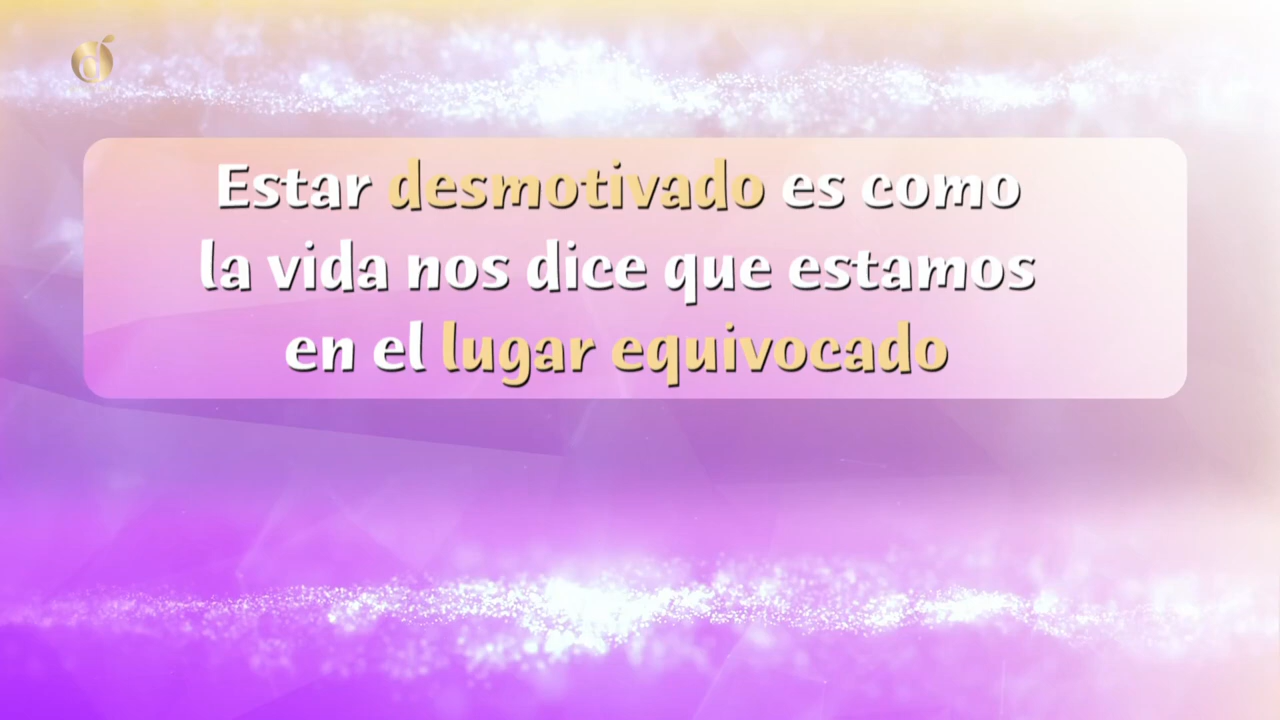 Estar desmotivado es como
la vida nos dice que estamos
en el lugar equivocado